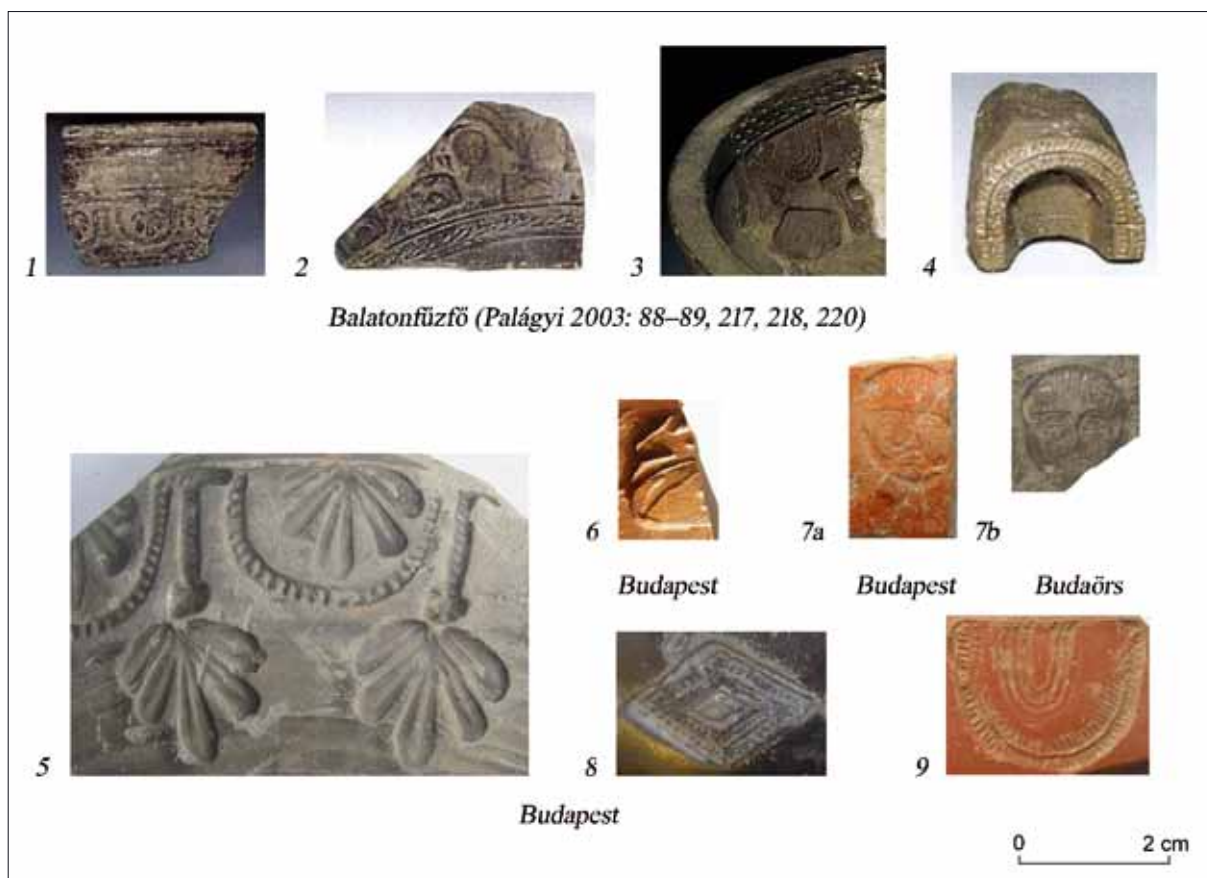 1
2
3
4
Balatonfűzfő (Palágyi 2003: 88–89, 217, 218, 220)
5
6
7a
7b
Budapest
Budapest
Budaörs
8
9
Budapest
0 2 cm